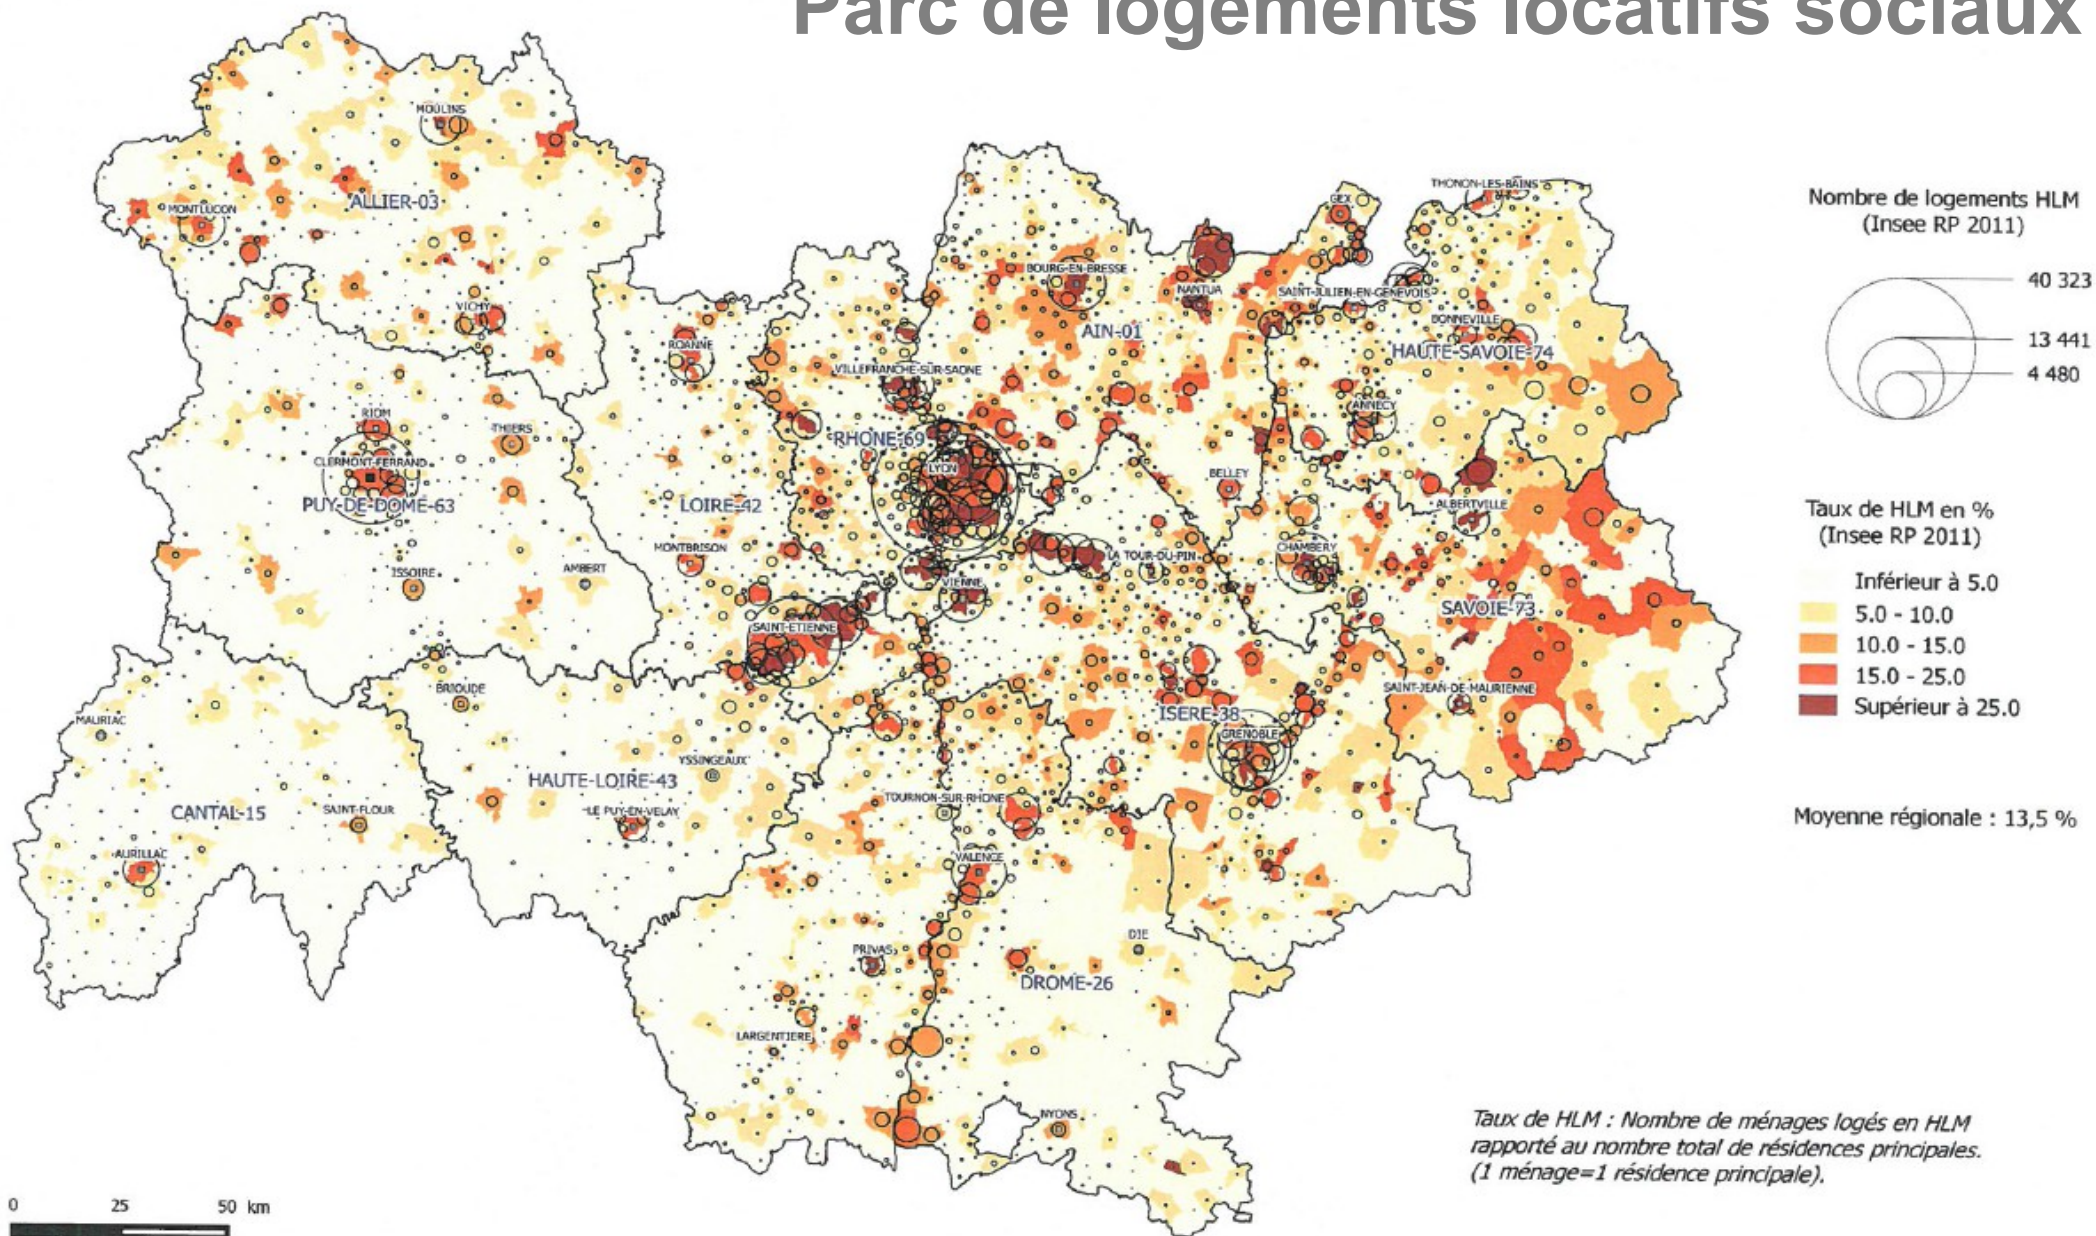 Parc de logements locatifs sociaux
MOULINS
ALLIER-03
MONTLUCON
VICHY
RIOM
THIERS
CLERMONT-FERRAND
PUY-DE-DOME-63
ISSOIRE
AMBERT
ROANNE
LOIRE-42
MONTBRISON
SAINT-ETIENNE
VILLEFRANCHE-SUR-SAONE
RHONE-69
LYON
VIENNE
BOURG-EN-BRESSE
AIN-01
NANTUA
GEX
BELLEY
THONON-LES-BAINS
SAINT-JULIEN-EN-GENEVOIS
BONNEVILLE
HAUTE-SAVOIE-74
ANNECY
ALBERTVILLE
CHAMBERY
SAVOIE-73
SAINT-JEAN-DE-MAURIENNE
LA TOUR-DU-PIN
ISERE-38
GRENOBLE
BRIOUDE
MAURIAC
CANTAL-15
SAINT-FLOUR
AURILLAC
HAUTE-LOIRE-43
YSSINGEAUX
LE PUY-EN-VELAY
TOURNON-SUR-RHONE
VALENCE
PRIVAS
LARGENTIERE
DIE
DROME-26
NYONS
Nombre de logements HLM
(Insee RP 2011)
40 323
13 441
4 480
Taux de HLM en %
(Insee RP 2011)
Inférieur à 5.0
5.0 - 10.0
10.0 - 15.0
15.0 - 25.0
Supérieur à 25.0
Moyenne régionale : 13,5 %
Taux de HLM : Nombre de ménages logés en HLM
rapporté au nombre total de résidences principales.
(1 ménage=1 résidence principale).
0 25 50 km